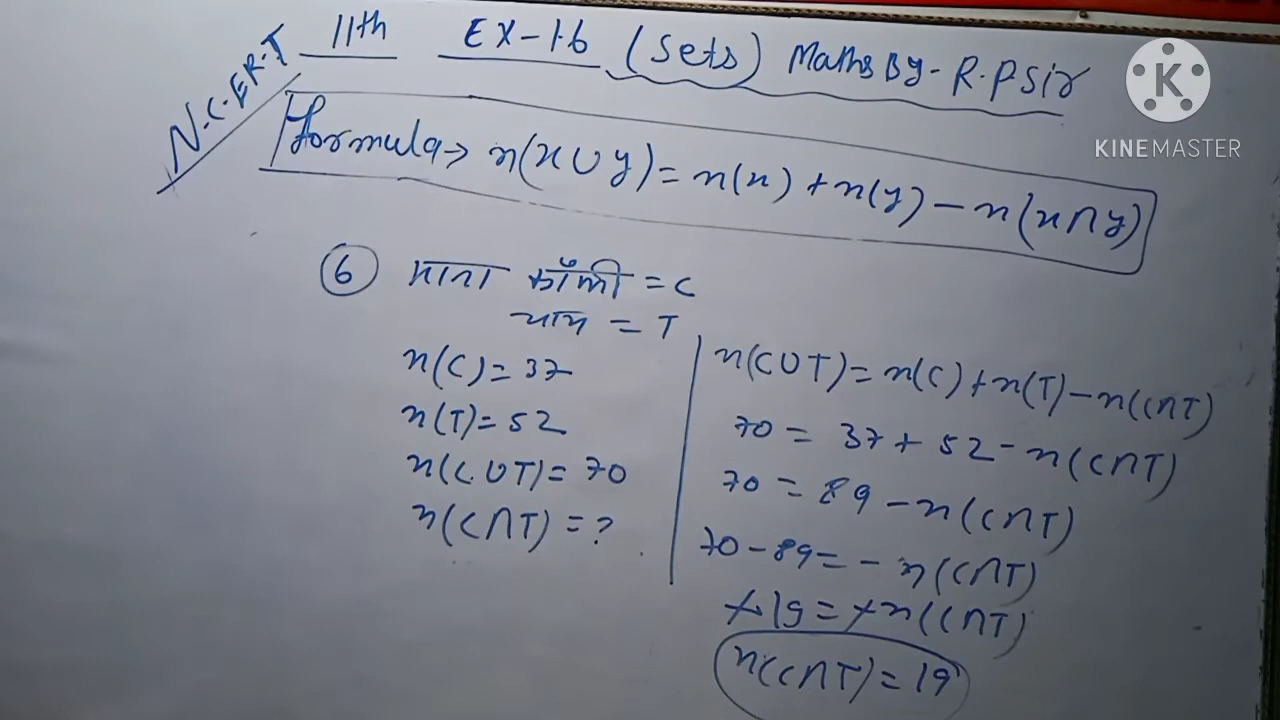 11th EX-1.6 (Sets) Maths By- R.P Sir
N.C.E.R.T
K
KINEMASTER
formula→ n(x∪y)=n(x)+n(y)-n(x∩y)
6 माना कॉफी = C
चाय = T
n(C)=37
n(T)=52
n(C∪T)=70
n(C∩T)=?
n(C∪T)=n(C)+n(T)-n(C∩T)
70 = 37+52-n(C∩T)
70 = 89-n(C∩T)
70-89=-n(C∩T)
-19=-n(C∩T)
n(C∩T)=19